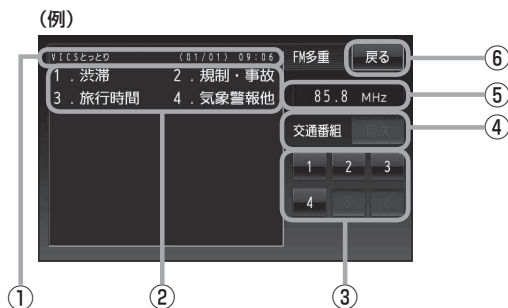 (例)
VICSとっとり (01/01) 09:06 FM多重 戻る
1.渋滞 2.規制・事故
3.旅行時間 4.気象警報他
85.8 MHz
交通番組 目次
1 2 3
4 5 6
⑥
⑤
④
① ② ③